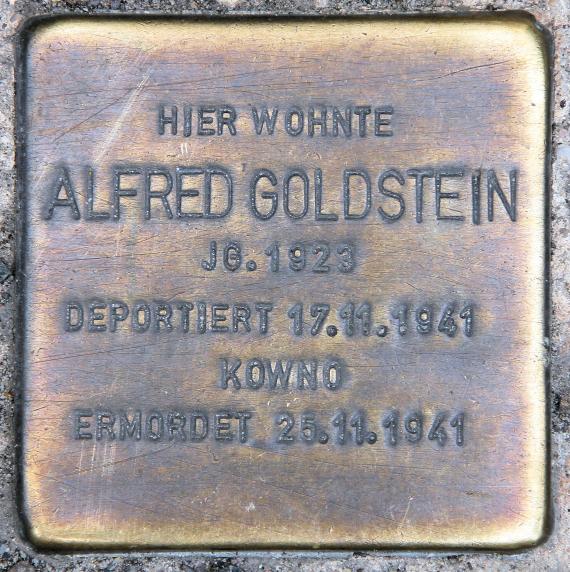 HIER WOHNTE
ALFRED GOLDSTEIN
JG. 1923
DEPORTIERT 17.11.1941
KOWNO
ERMORDET 25.11.1941